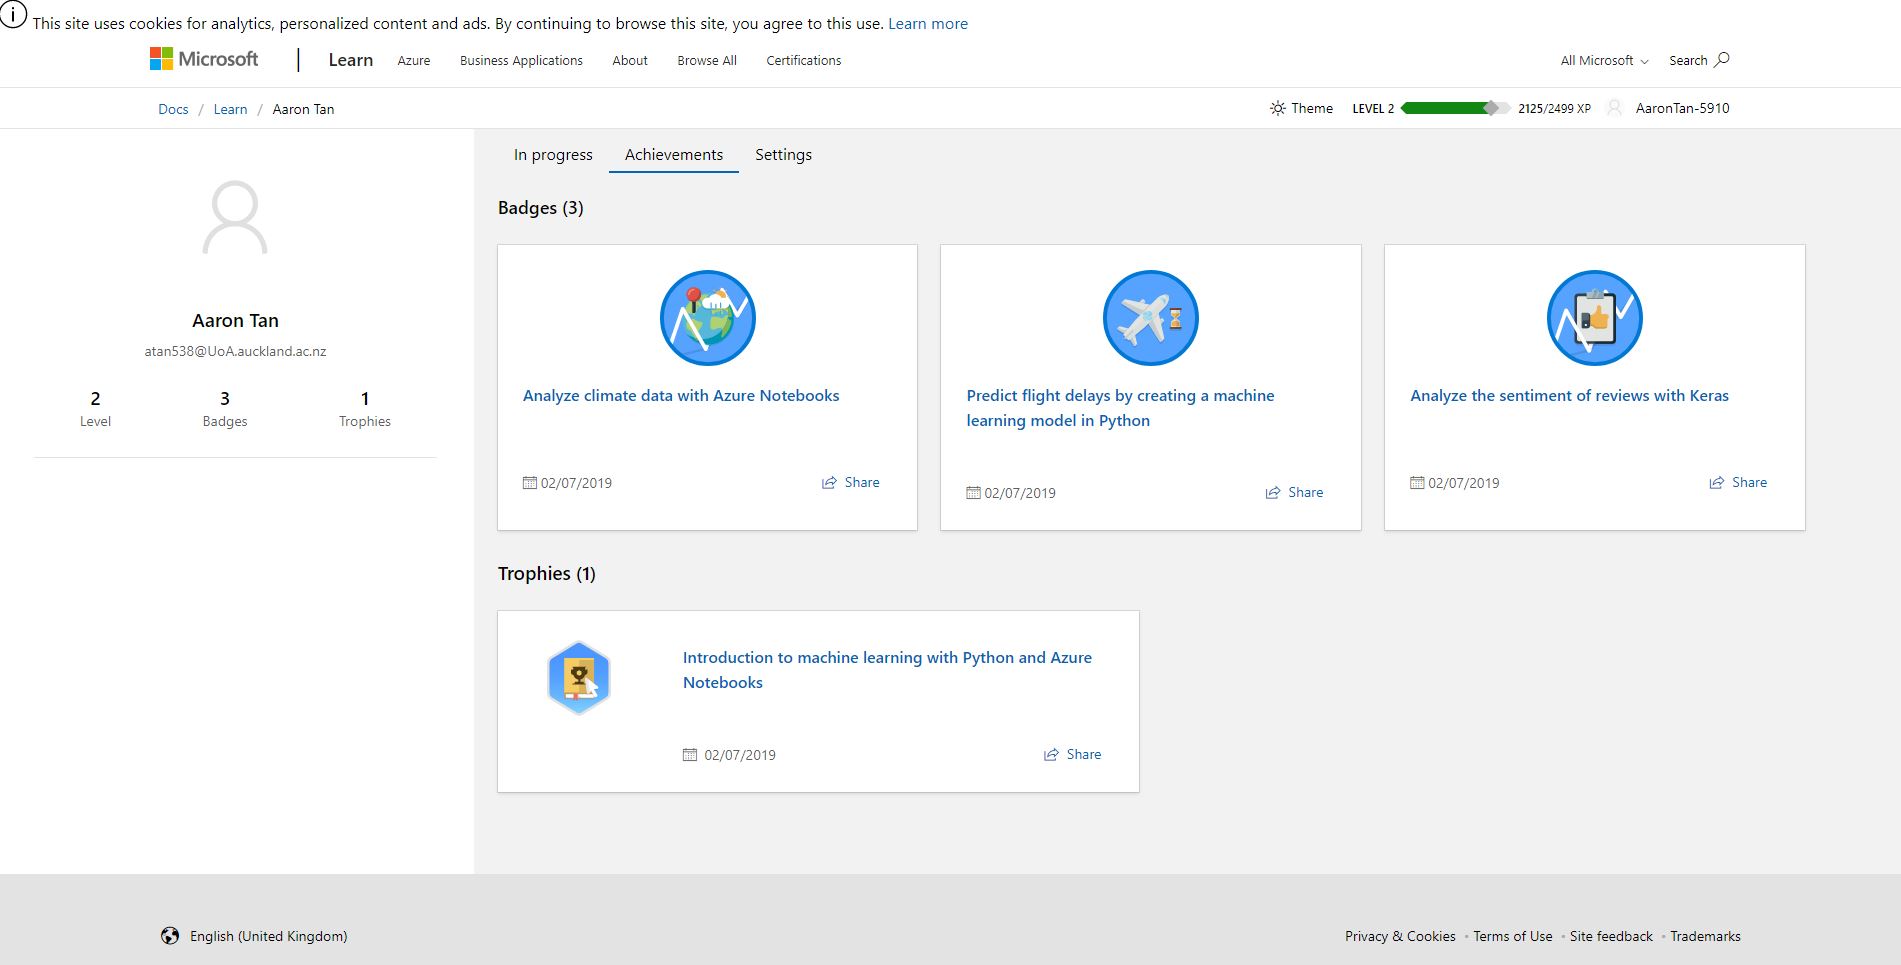 This site uses cookies for analytics, personalized content and ads. By continuing to browse this site, you agree to this use. Learn more
Microsoft Learn Azure Business Applications About Browse All Certifications All Microsoft Search
Docs / Learn / Aaron Tan Theme LEVEL 2 2125/2499 XP AaronTan-5910
In progress Achievements Settings
Aaron Tan
atan538@UoA.auckland.ac.nz
2 3 1
Level Badges Trophies
Badges (3)
Analyze climate data with Azure Notebooks
02/07/2019 Share
Predict flight delays by creating a machine
learning model in Python
02/07/2019 Share
Analyze the sentiment of reviews with Keras
02/07/2019 Share
Trophies (1)
Introduction to machine learning with Python and Azure
Notebooks
02/07/2019 Share
English (United Kingdom) Privacy & Cookies • Terms of Use • Site feedback • Trademarks